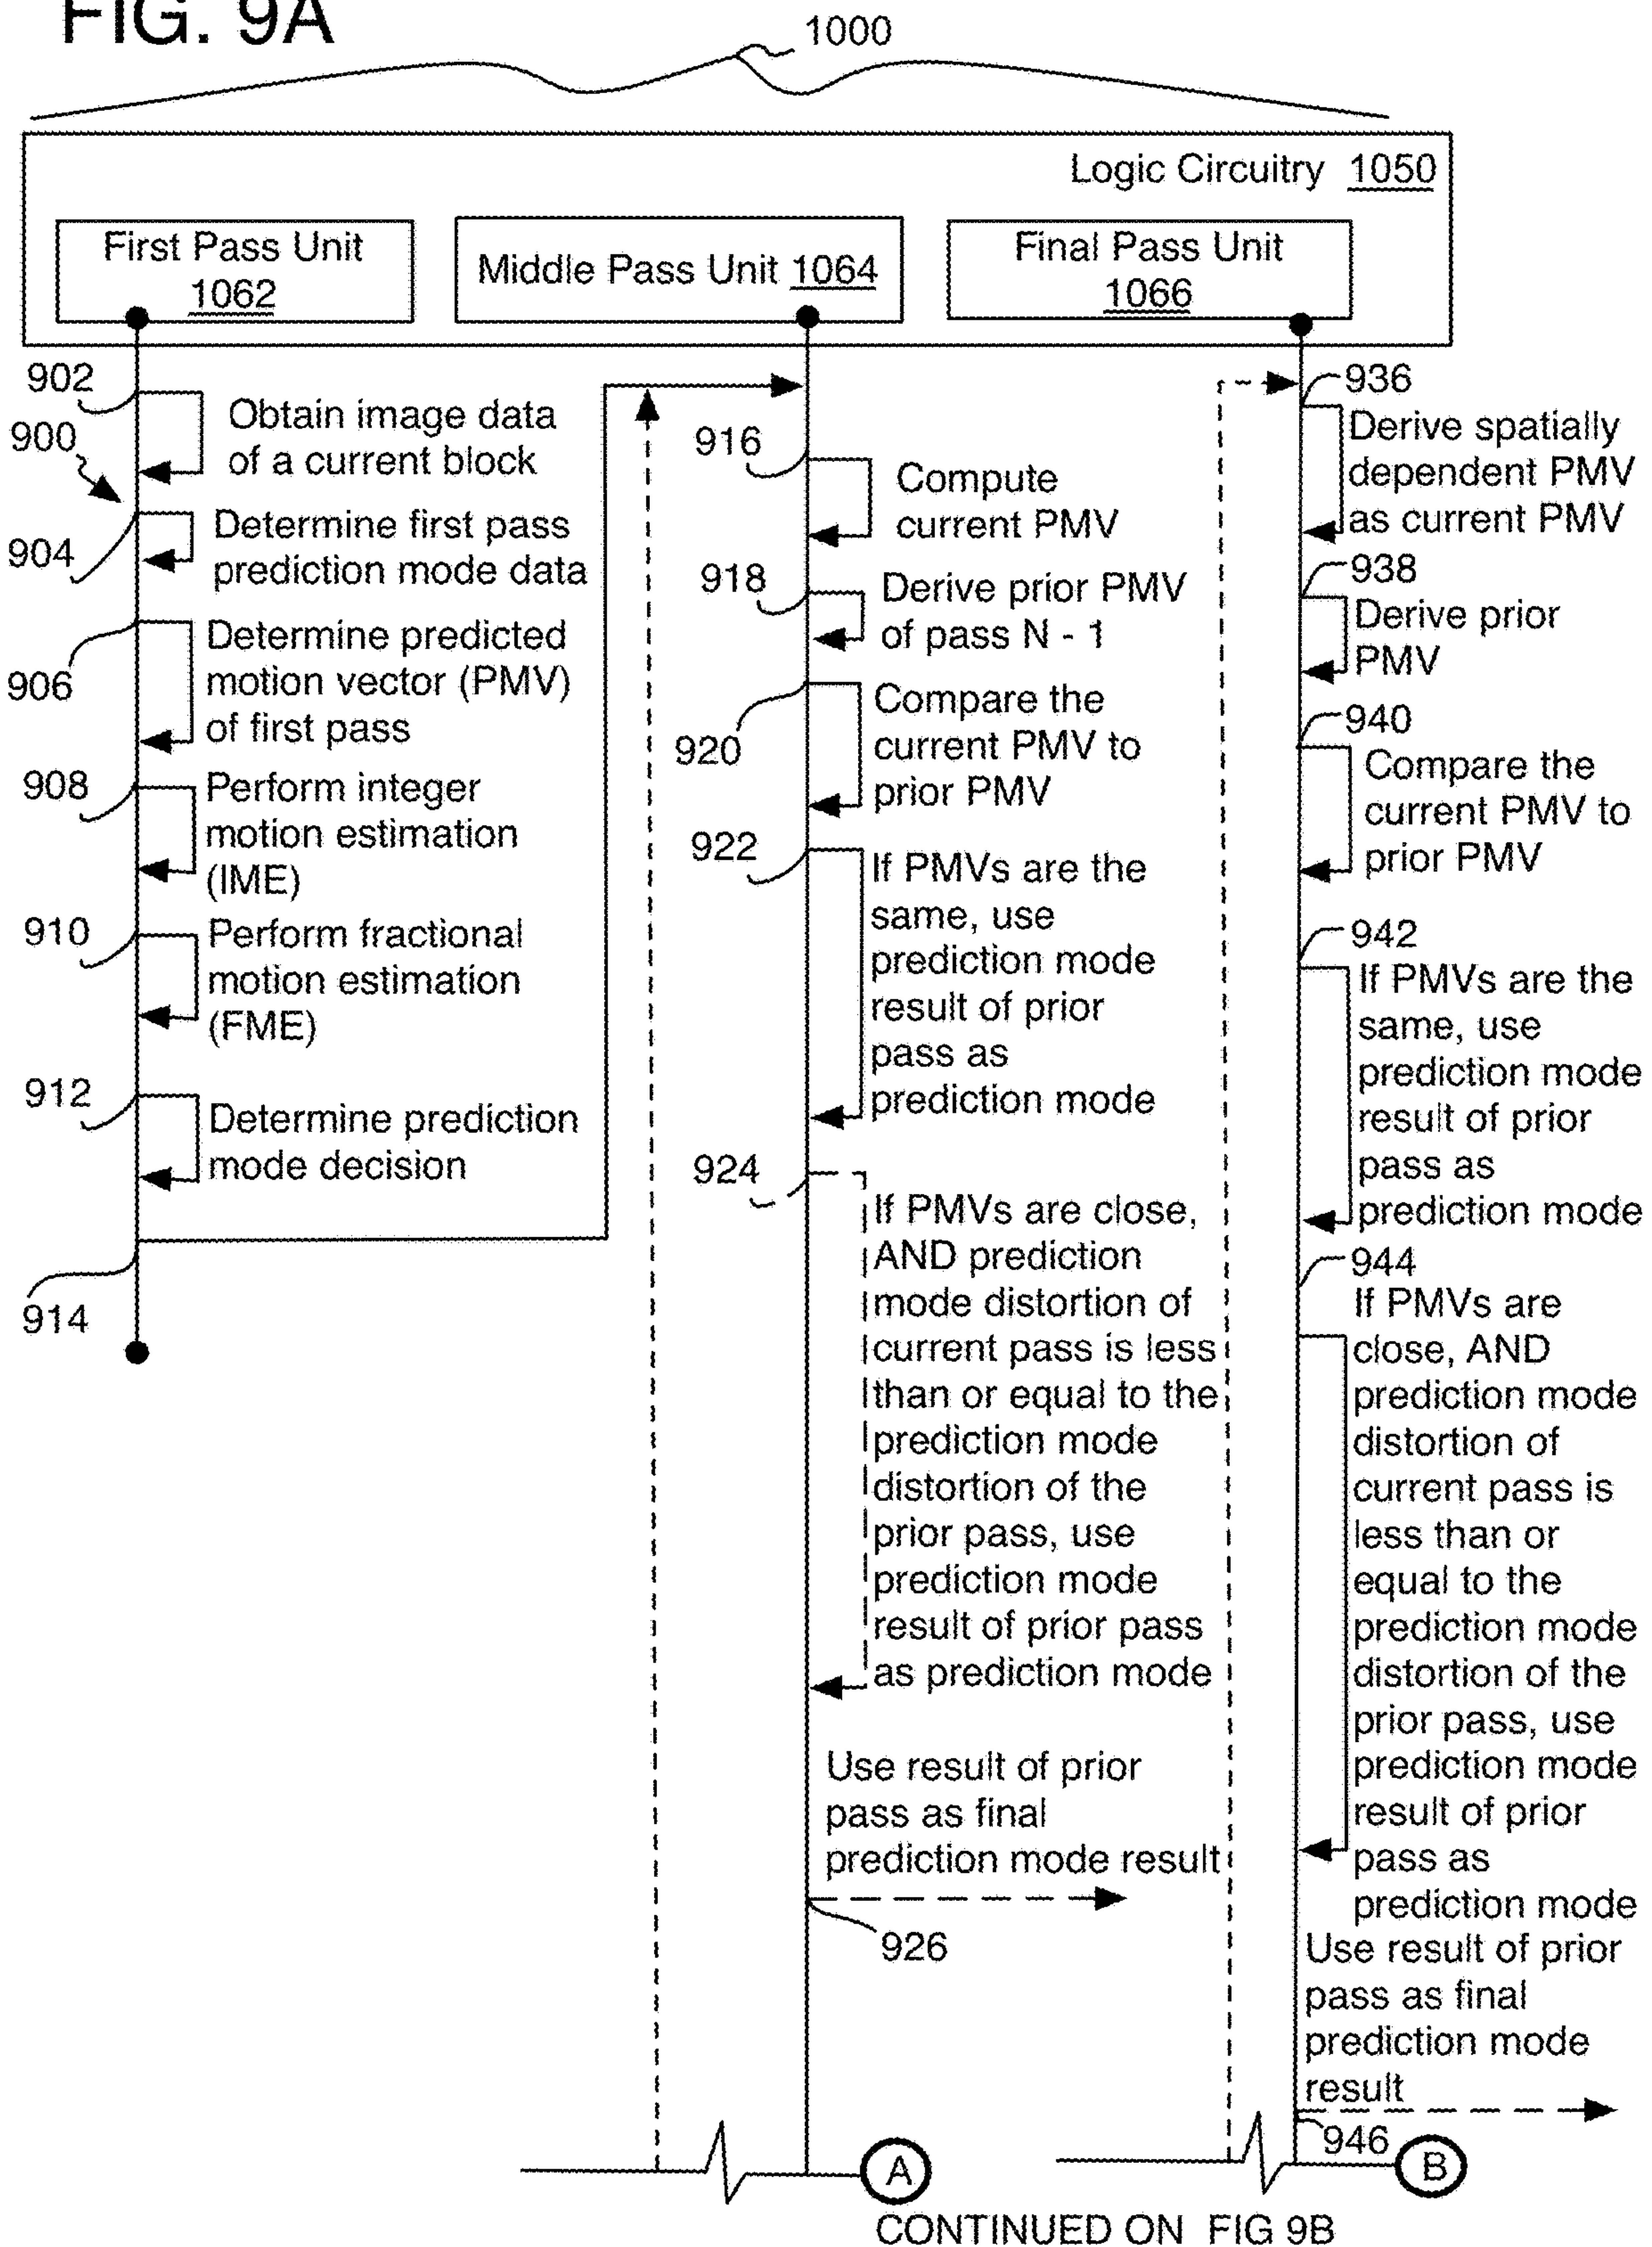 FIG. 9A
1000
Logic Circuitry 1050
First Pass Unit
1062
Middle Pass Unit 1064
Final Pass Unit
1066
902
Obtain image data
of a current block
900
904
Determine first pass
prediction mode data
906
Determine predicted
motion vector (PMV)
of first pass
908
Perform integer
motion estimation
(IME)
910
Perform fractional
motion estimation
(FME)
912
Determine prediction
mode decision
914
916
Compute
current PMV
918
Derive prior PMV
of pass N - 1
920
Compare the
current PMV to
prior PMV
922
If PMVs are the
same, use
prediction mode
result of prior
pass as
prediction mode
924
If PMVs are close,
AND prediction
mode distortion of
current pass is less
than or equal to the
prediction mode
distortion of the
prior pass, use
prediction mode
result of prior pass
as prediction mode
Use result of prior
pass as final
prediction mode result
926
936
Derive spatially
dependent PMV
as current PMV
938
Derive prior
PMV
940
Compare the
current PMV to
prior PMV
942
If PMVs are the
same, use
prediction mode
result of prior
pass as
prediction mode
944
If PMVs are
close, AND
prediction mode
distortion of
current pass is
less than or
equal to the
prediction mode
distortion of the
prior pass, use
prediction mode
result of prior
pass as
prediction mode
Use result of prior
pass as final
prediction mode
result
946
A
B
CONTINUED ON FIG 9B